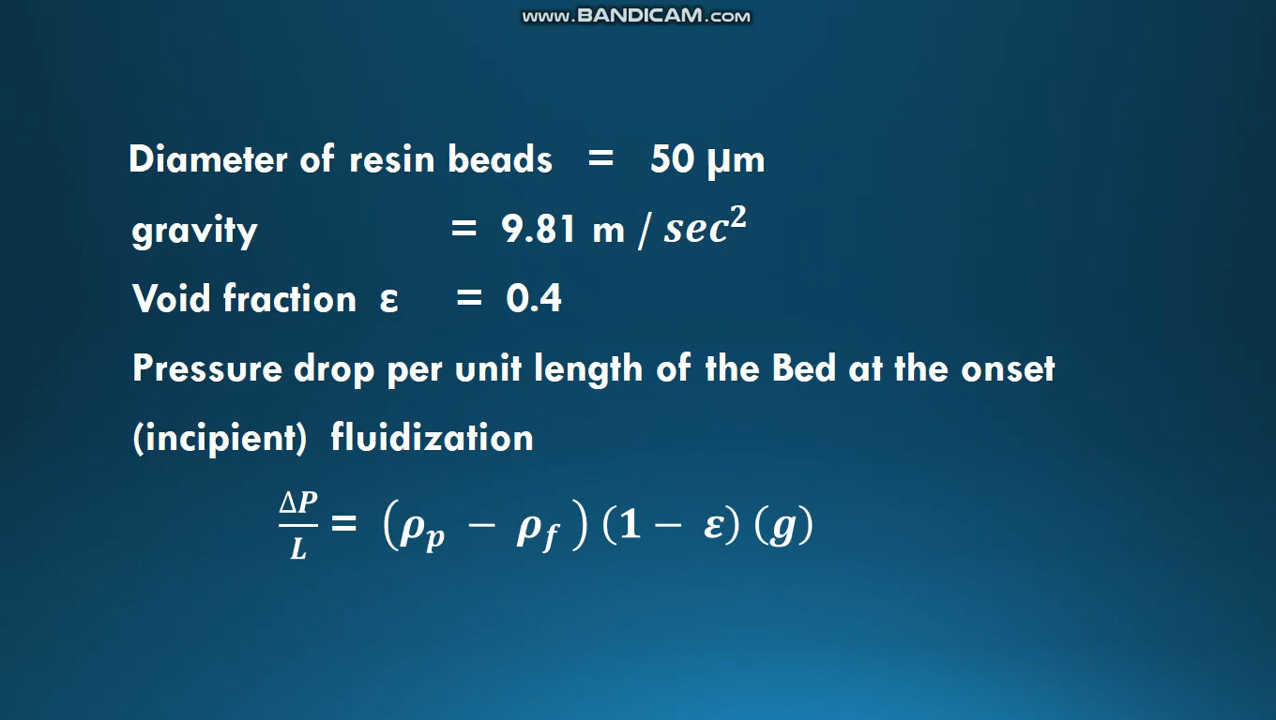 www.BANDICAM.com
Diameter of resin beads = 50 μm
gravity = 9.81 m / sec²
Void fraction ε = 0.4
Pressure drop per unit length of the Bed at the onset
(incipient) fluidization
ΔP/L = (ρₚ − ρ_f) (1 − ε) (g)